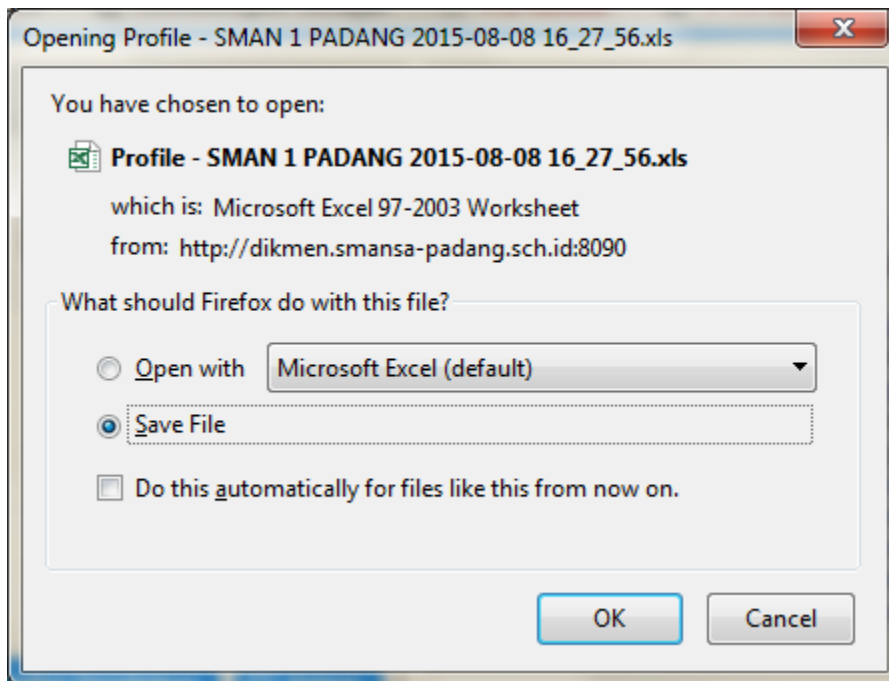 Opening Profile - SMAN 1 PADANG 2015-08-08 16_27_56.xls
You have chosen to open:
Profile - SMAN 1 PADANG 2015-08-08 16_27_56.xls
which is: Microsoft Excel 97-2003 Worksheet
from: http://dikmen.smansa-padang.sch.id:8090
What should Firefox do with this file?
Open with Microsoft Excel (default)
Save File
Do this automatically for files like this from now on.
OK Cancel